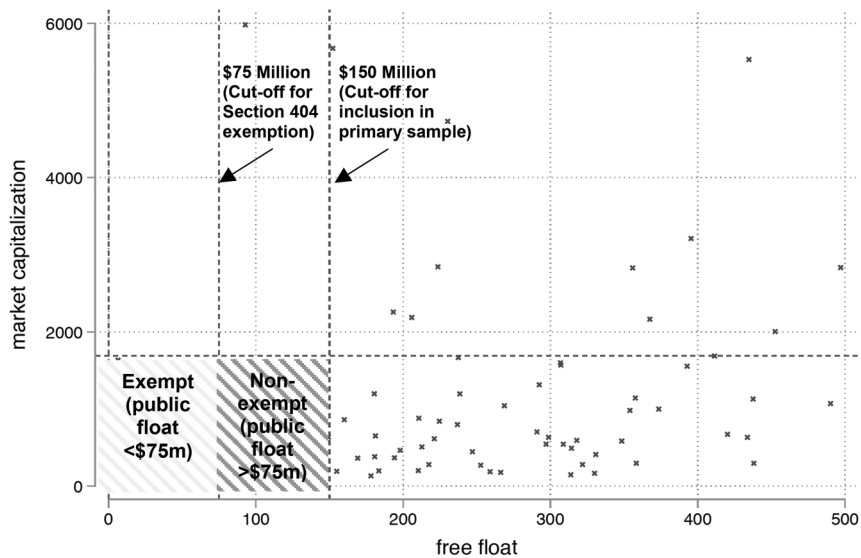 6000
4000
2000
0
market capitalization
$75 Million
(Cut-off for
Section 404
exemption)
$150 Million
(Cut-off for
inclusion in
primary sample)
Exempt
(public
float
<$75m)
Non-
exempt
(public
float
>$75m)
0
100
200
300
400
500
free float